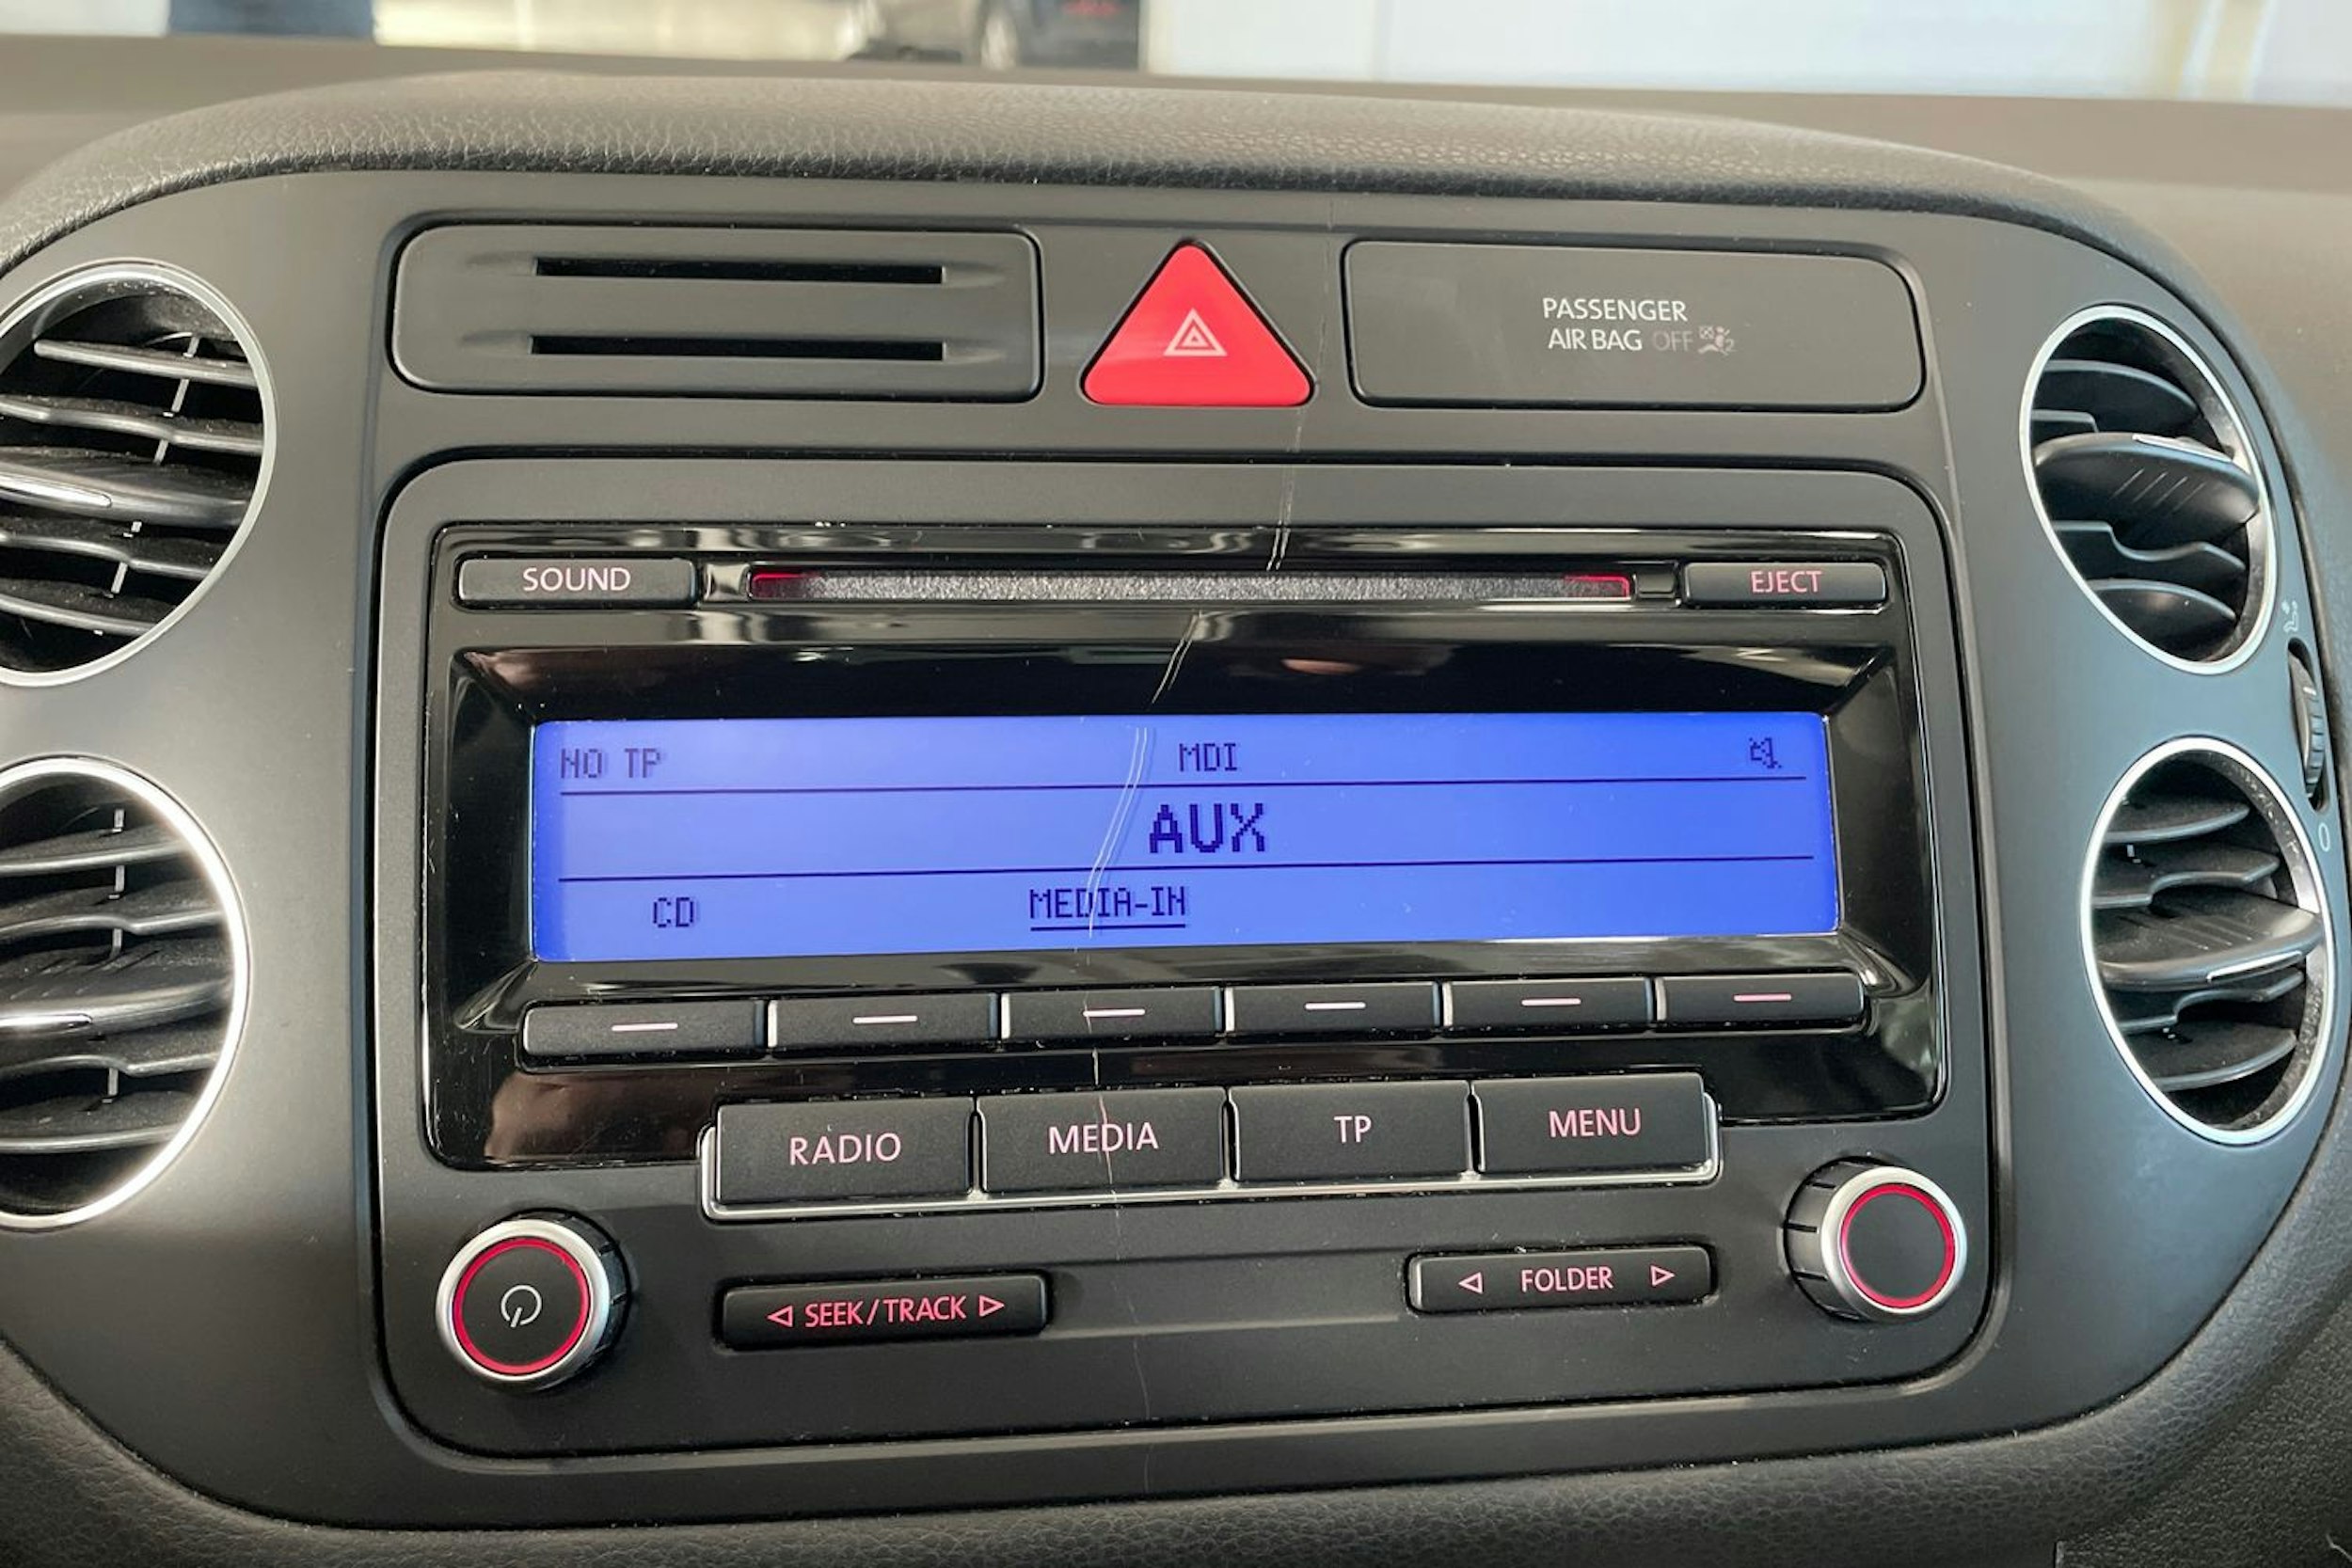 PASSENGER
AIR BAG OFF
SOUND
EJECT
NO TP MDI
AUX
CD MEDIA-IN
RADIO MEDIA TP MENU
SEEK/TRACK
FOLDER